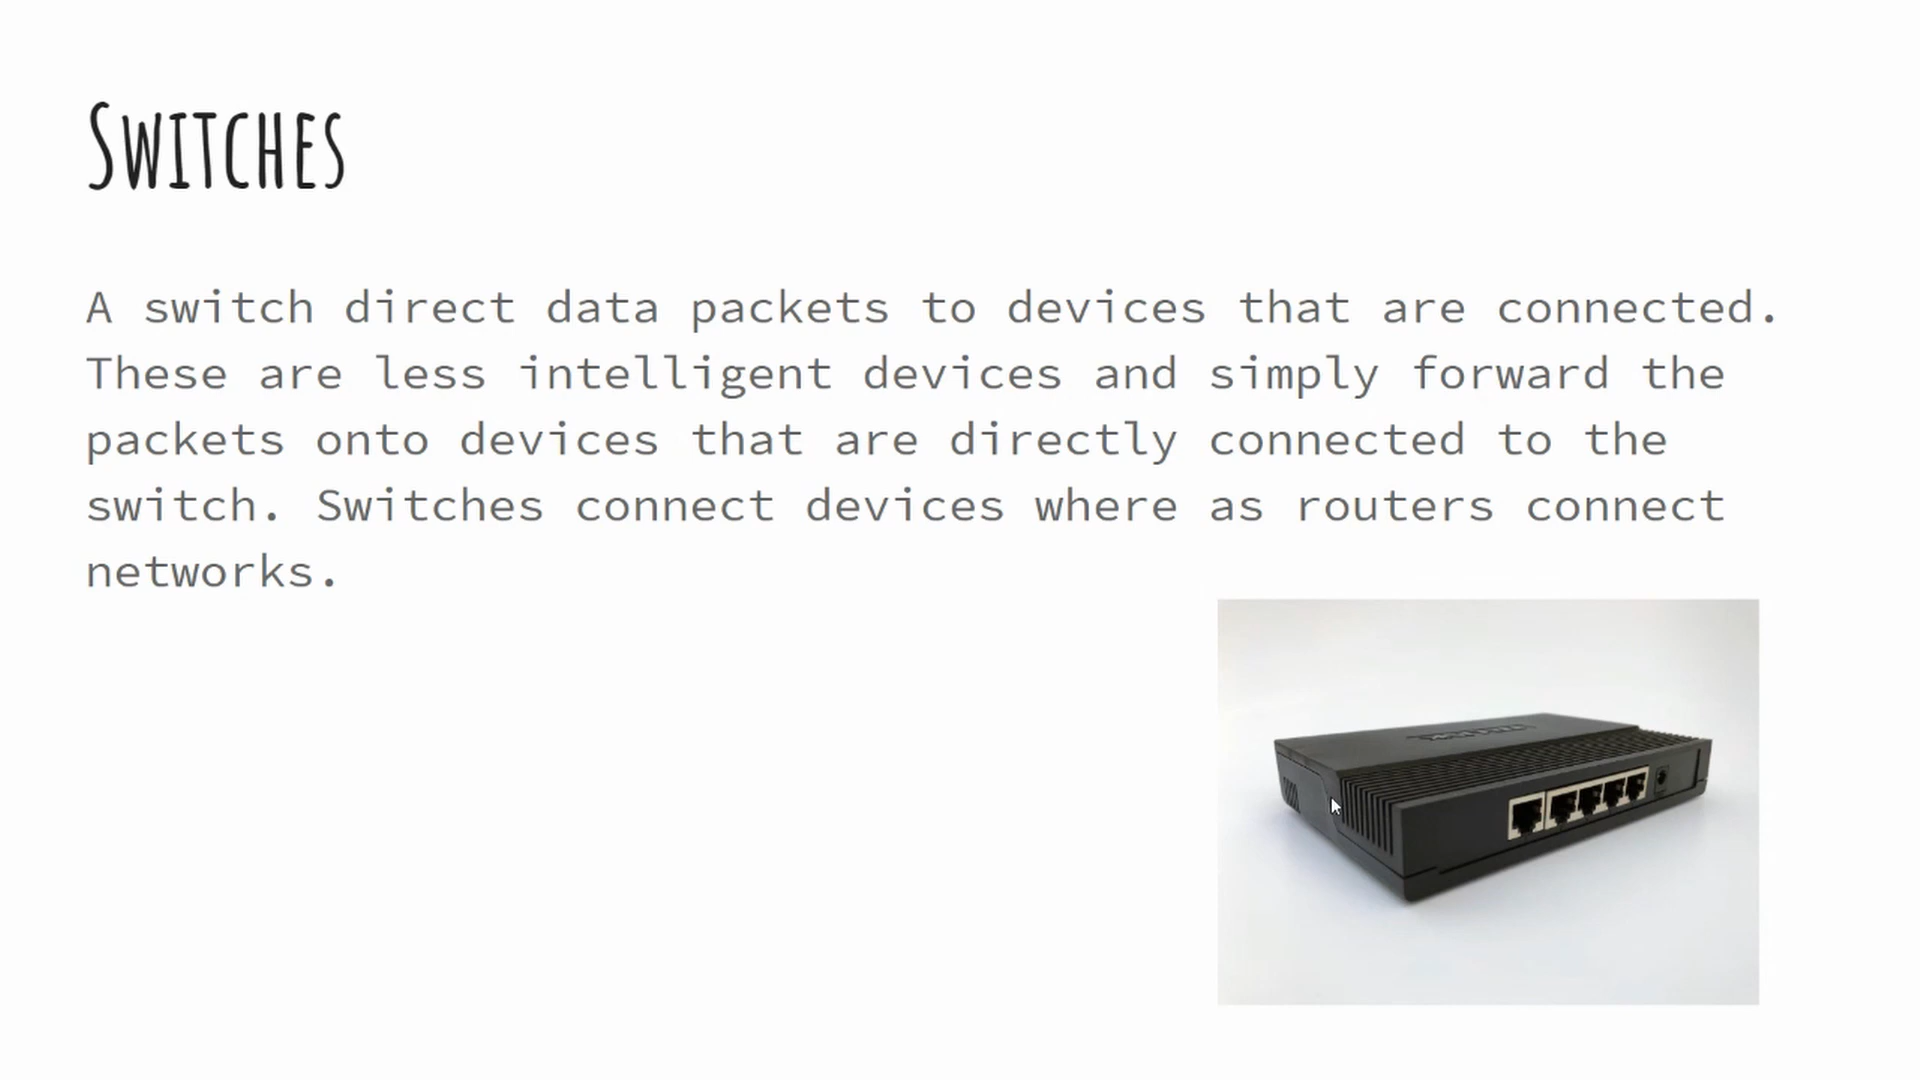 Switches
A switch direct data packets to devices that are connected.
These are less intelligent devices and simply forward the
packets onto devices that are directly connected to the
switch. Switches connect devices where as routers connect
networks.